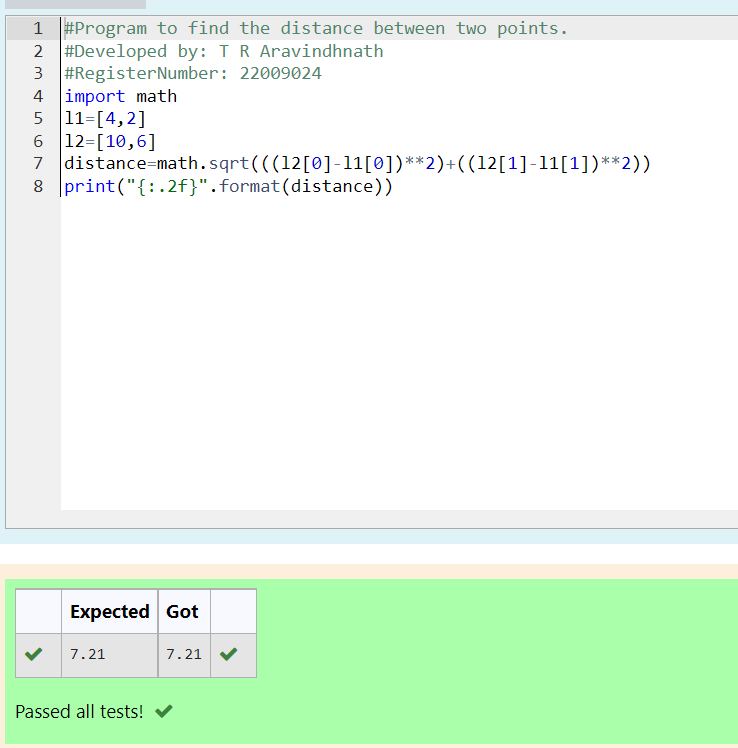 1 #Program to find the distance between two points.
2 #Developed by: T R Aravindhnath
3 #RegisterNumber: 22009024
4 import math
5 l1=[4,2]
6 l2=[10,6]
7 distance=math.sqrt(((l2[0]-l1[0])**2)+((l2[1]-l1[1])**2))
8 print("{:.2f}".format(distance))
Expected Got
7.21 7.21
Passed all tests!